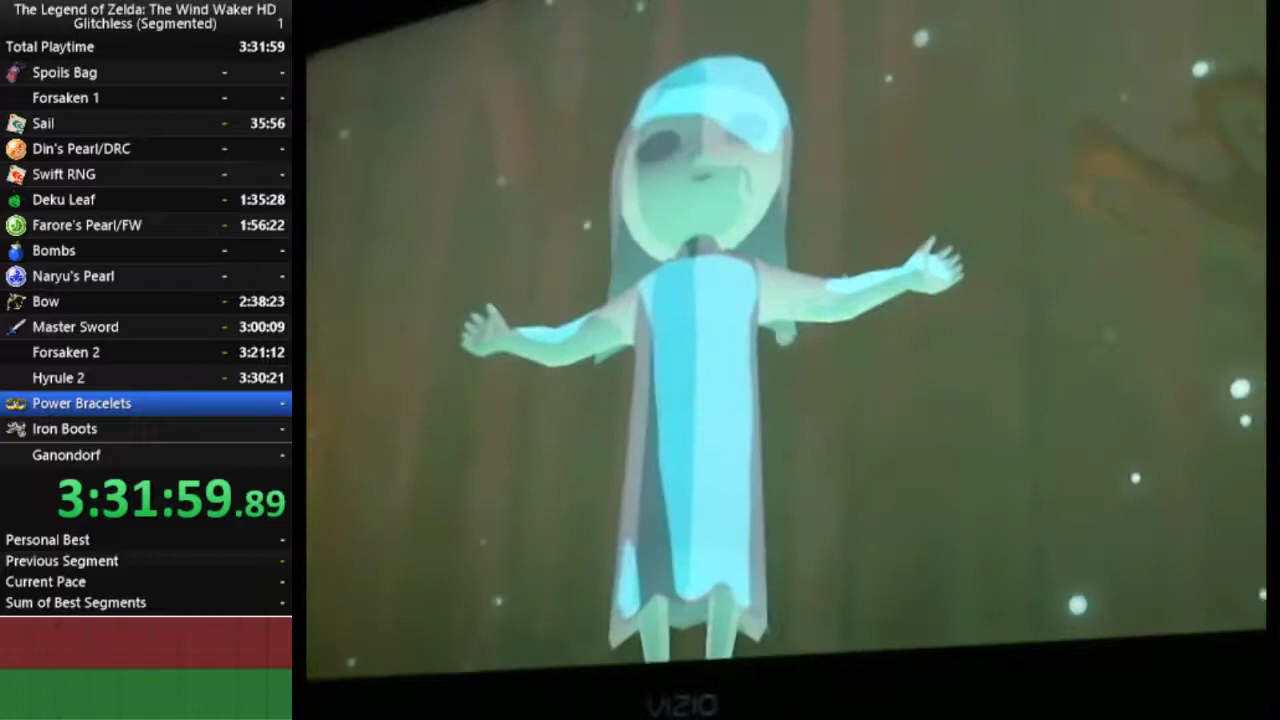 The Legend of Zelda: The Wind Waker HD
Glitchless (Segmented) 1
Total Playtime 3:31:59
Spoils Bag - -
Forsaken 1 - -
Sail - 35:56
Din's Pearl/DRC - -
Swift RNG - -
Deku Leaf - 1:35:28
Farore's Pearl/FW - 1:56:22
Bombs - -
Naryu's Pearl - -
Bow - 2:38:23
Master Sword - 3:00:09
Forsaken 2 - 3:21:12
Hyrule 2 - 3:30:21
Power Bracelets -
Iron Boots -
Ganondorf -
3:31:59.89
Personal Best -
Previous Segment -
Current Pace -
Sum of Best Segments -
VIZIO